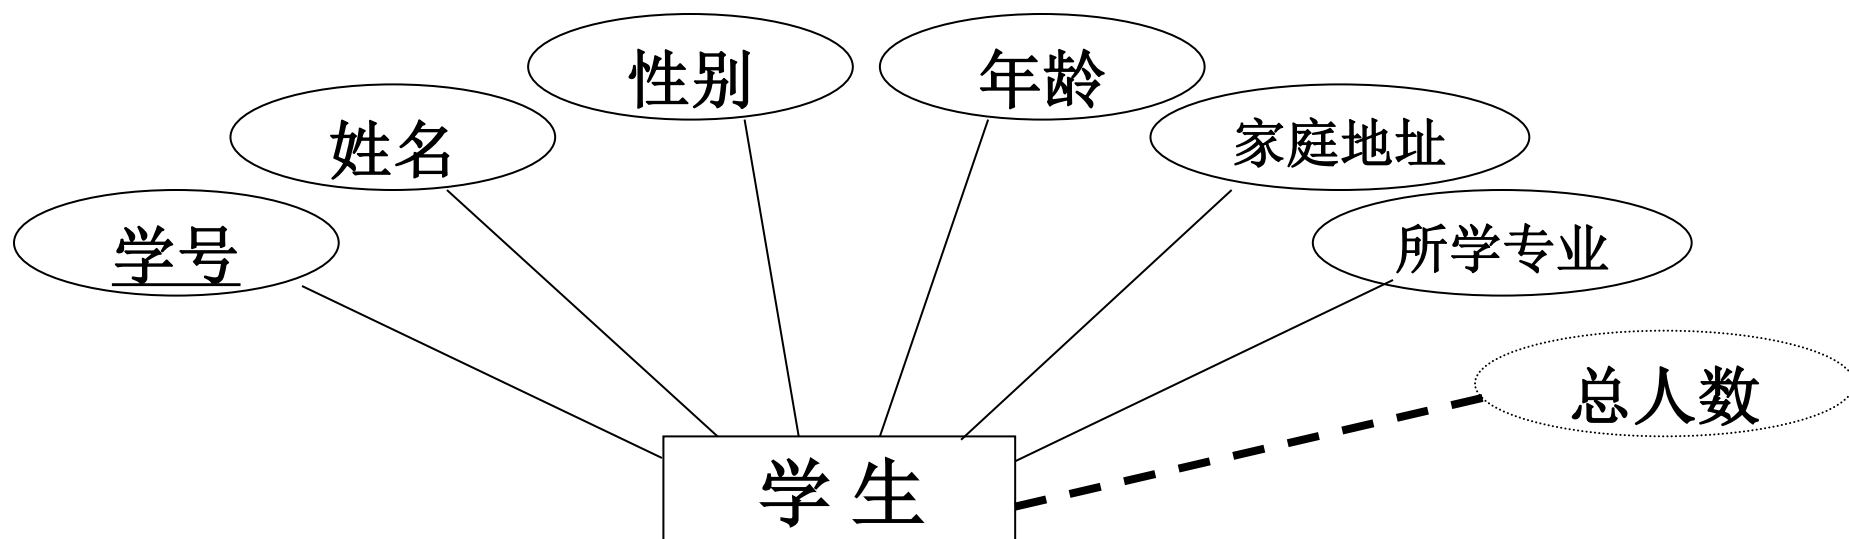 性别
年龄
姓名
家庭地址
学号
所学专业
总人数
学生